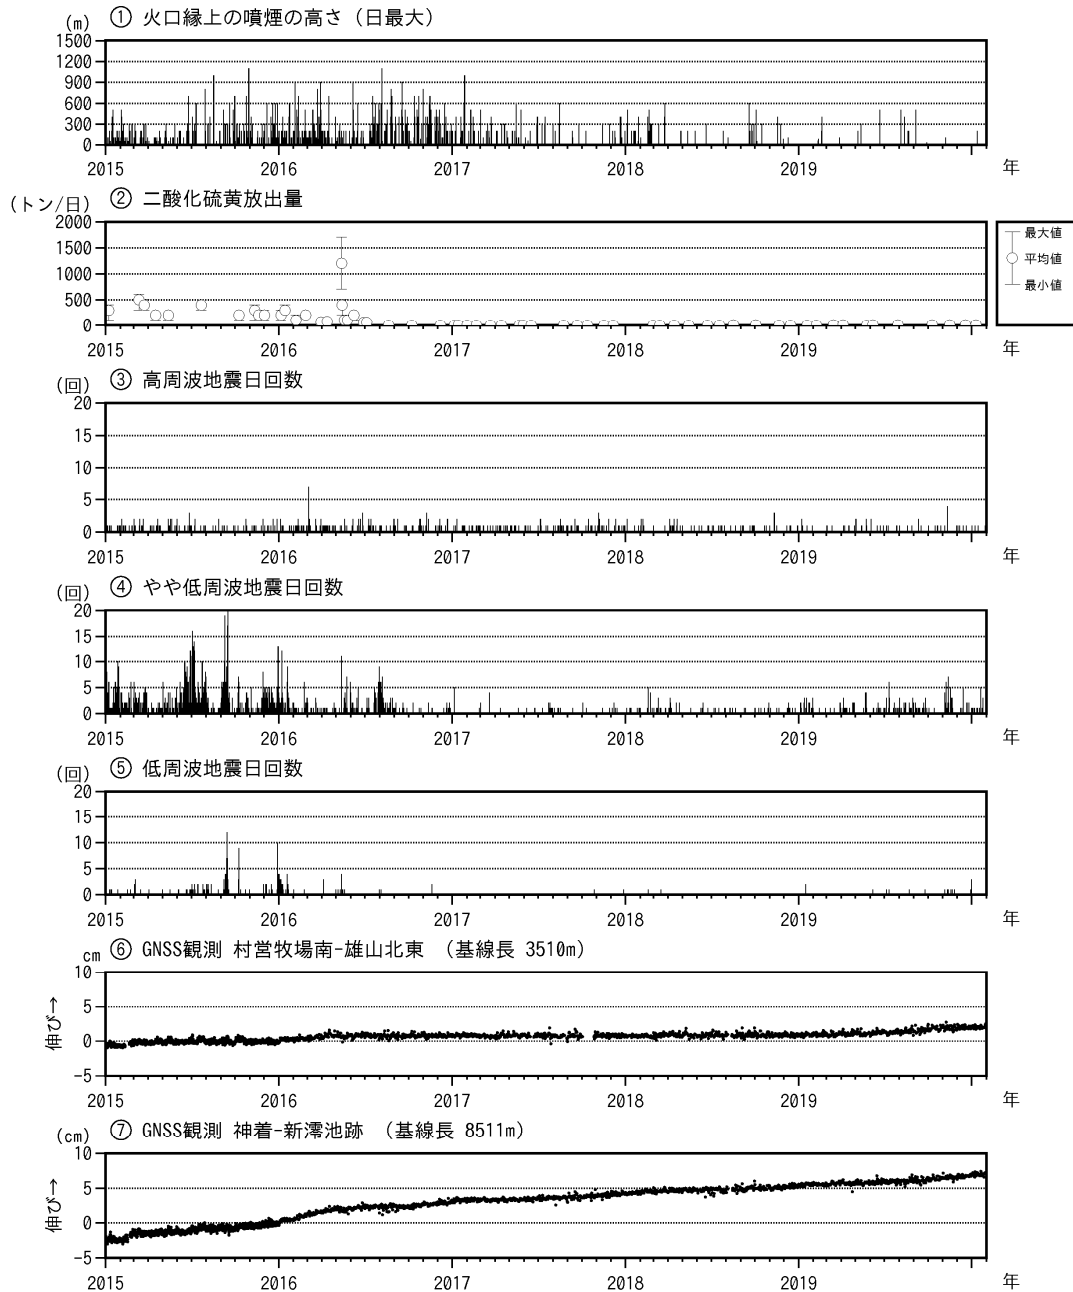 ① 火口縁上の噴煙の高さ（日最大）
(m)
1500
1200
900
600
300
0
2015 2016 2017 2018 2019 年
② 二酸化硫黄放出量
(トン/日)
2000
1500
1000
500
0
2015 2016 2017 2018 2019 年
最大値
平均値
最小値
③ 高周波地震日回数
(回)
20
15
10
5
0
2015 2016 2017 2018 2019 年
④ やや低周波地震日回数
(回)
20
15
10
5
0
2015 2016 2017 2018 2019 年
⑤ 低周波地震日回数
(回)
20
15
10
5
0
2015 2016 2017 2018 2019 年
⑥ GNSS観測 村営牧場南-雄山北東 （基線長 3510m）
cm
10
5
0
-5
伸び→
2015 2016 2017 2018 2019 年
⑦ GNSS観測 神着-新澪池跡 （基線長 8511m）
(cm)
10
5
0
-5
伸び→
2015 2016 2017 2018 2019 年